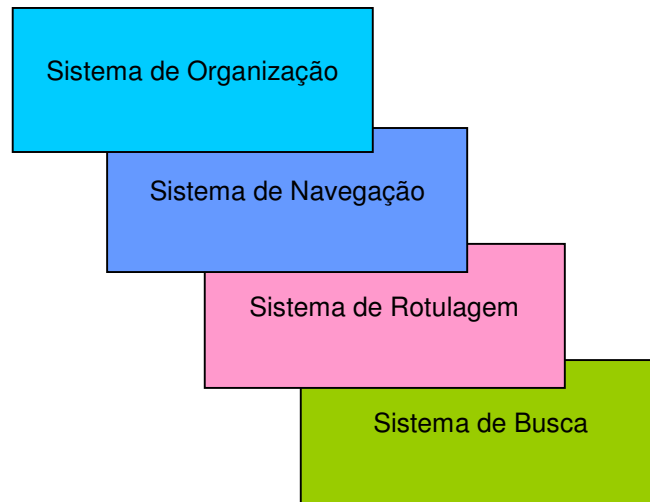 Sistema de Organização
Sistema de Navegação
Sistema de Rotulagem
Sistema de Busca